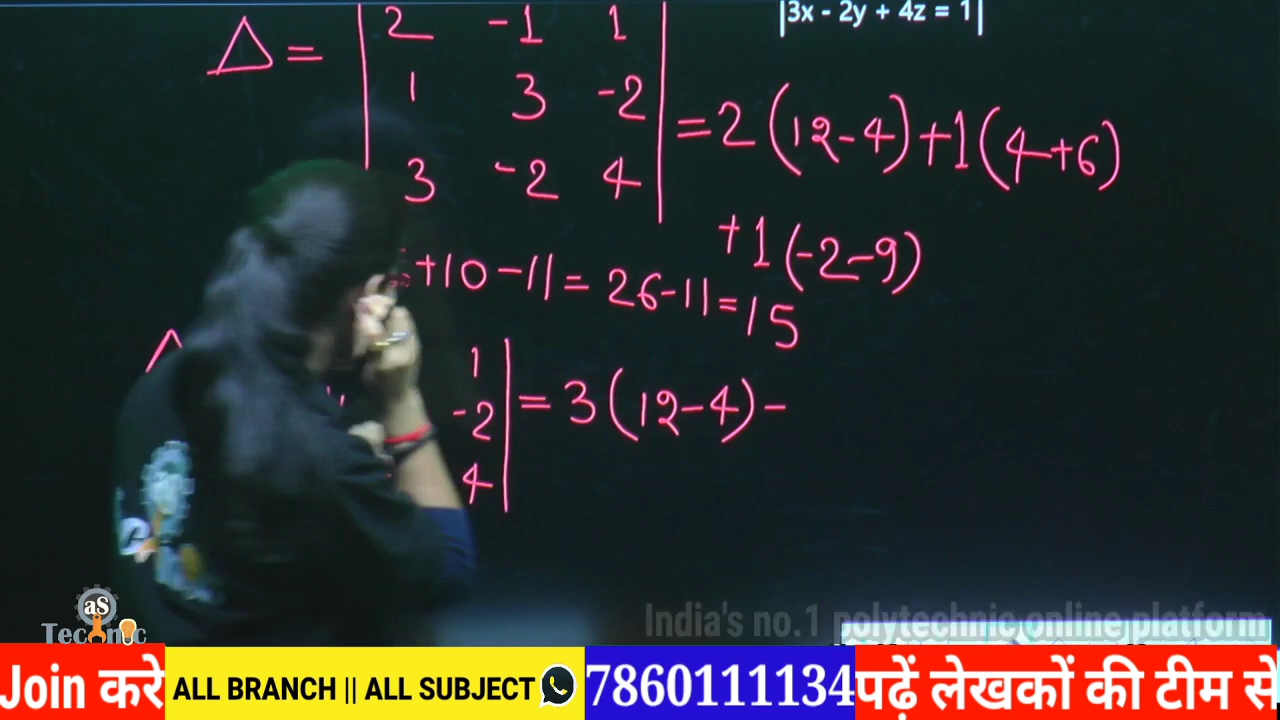 |3x - 2y + 4z = 1|
Δ = | 2 -1 1 |
| 1 3 -2 | = 2(12-4)+1(4+6)
| 3 -2 4 |
+1(-2-9)
+10-11 = 26-11 = 15
1
-2 | = 3(12-4)-
4
India's no.1 polytechnic online platform
aS
Tecnic
Join करे ALL BRANCH || ALL SUBJECT 7860111134 पढ़ें लेखकों की टीम से